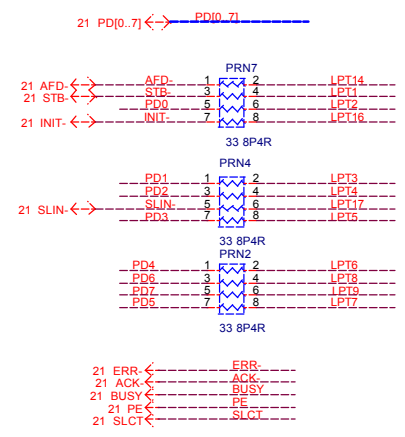 21 PD[0..7] PD[0..7]
PRN7
21 AFD- AFD- 1 2 LPT14
21 STB- STB- 3 4 LPT1
PD0 5 6 LPT2
21 INIT- INIT- 7 8 LPT16
33 8P4R
PRN4
PD1 1 2 LPT3
PD2 3 4 LPT4
21 SLIN- SLIN- 5 6 LPT17
PD3 7 8 LPT5
33 8P4R
PRN2
PD4 1 2 LPT6
PD6 3 4 LPT8
PD7 5 6 LPT9
PD5 7 8 LPT7
33 8P4R
21 ERR- ERR-
21 ACK- ACK-
21 BUSY BUSY
21 PE PE
21 SLCT SLCT